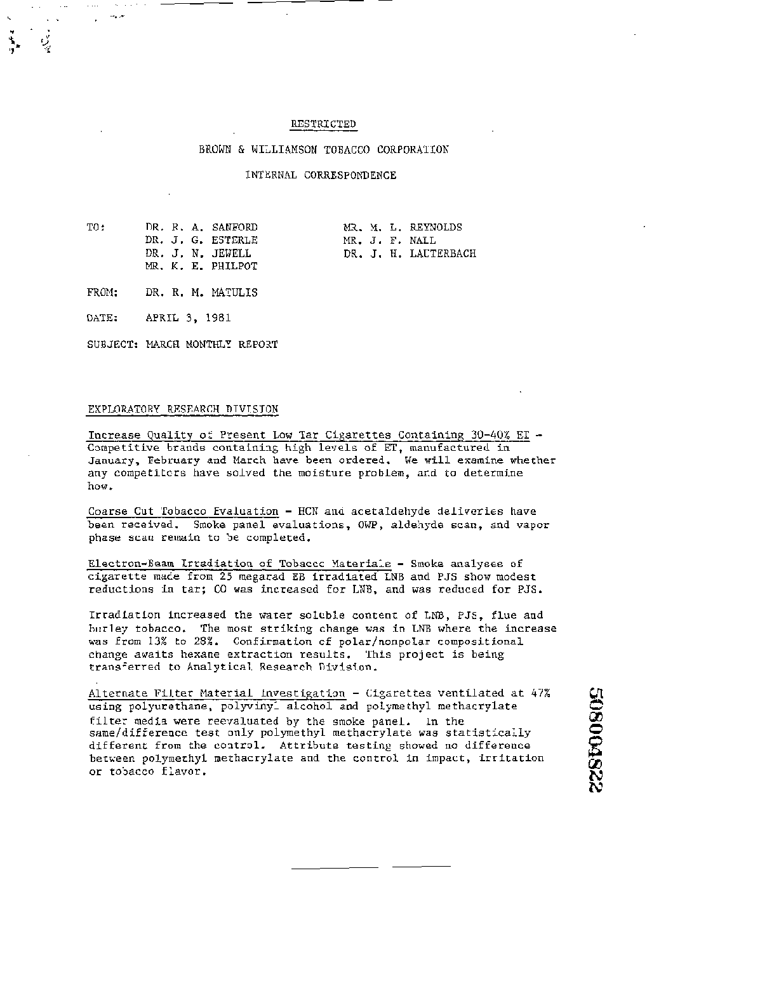 RESTRICTED
BROWN & WILLIAMSON TOBACCO CORPORATION
INTERNAL CORRESPONDENCE
TO: DR. R. A. SANFORD MR. M. L. REYNOLDS
DR. J. G. ESTERLE MR. J. F. NALL
DR. J. N. JEWELL DR. J. H. LAUTERBACH
MR. K. E. PHILPOT
FROM: DR. R. M. MATULIS
DATE: APRIL 3, 1981
SUBJECT: MARCH MONTHLY REPORT
EXPLORATORY RESEARCH DIVISION
Increase Quality of Present Low Tar Cigarettes Containing 30-40% ET -
Competitive brands containing high levels of ET, manufactured in
January, February and March have been ordered. We will examine whether
any competitors have solved the moisture problem, and to determine
how.
Coarse Cut Tobacco Evaluation - HCN and acetaldehyde deliveries have
been received. Smoke panel evaluations, OWP, aldehyde scan, and vapor
phase scan remain to be completed.
Electron-Beam Irradiation of Tobacco Materials - Smoke analyses of
cigarette made from 25 megarad EB irradiated LNB and PJS show modest
reductions in tar; CO was increased for LNB, and was reduced for PJS.
Irradiation increased the water soluble content of LNB, PJS, flue and
burley tobacco. The most striking change was in LNB where the increase
was from 13% to 28%. Confirmation of polar/nonpolar compositional
change awaits hexane extraction results. This project is being
transferred to Analytical Research Division.
Alternate Filter Material Investigation - Cigarettes ventilated at 47%
using polyurethane, polyvinyl alcohol and polymethyl methacrylate
filter media were reevaluated by the smoke panel. In the
same/difference test only polymethyl methacrylate was statistically
different from the control. Attribute testing showed no difference
between polymethyl methacrylate and the control in impact, irritation
or tobacco flavor.
508004822